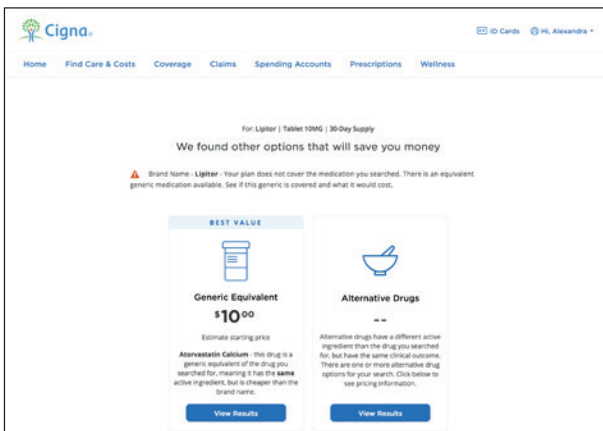 Cigna®
ID Cards Hi, Alexandra
Home Find Care & Costs Coverage Claims Spending Accounts Prescriptions Wellness
For: Lipitor | Tablet 10MG | 30-Day Supply
We found other options that will save you money
Brand Name - Lipitor - Your plan does not cover the medication you searched. There is an equivalent
generic medication available. See if this generic is covered and what it would cost.
BEST VALUE
Generic Equivalent
$10 00
Estimate starting price
Atorvastatin Calcium - this drug is a
generic equivalent of the drug you
searched for, meaning it has the same
active ingredient, but is cheaper than the
brand name.
View Results
Alternative Drugs
--
Alternative drugs have a different active
ingredient than the drug you searched
for, but have the same clinical outcome.
There are one or more alternative drug
options for your search. Click below to
see pricing information.
View Results